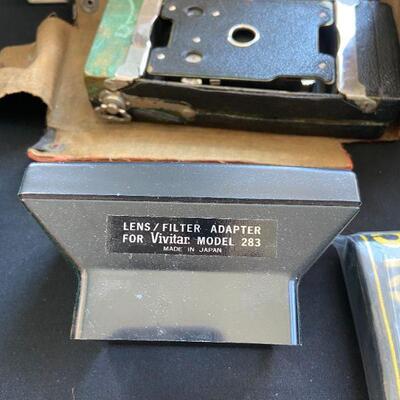 LENS/FILTER ADAPTER
FOR Vivitar MODEL 283
MADE IN JAPAN